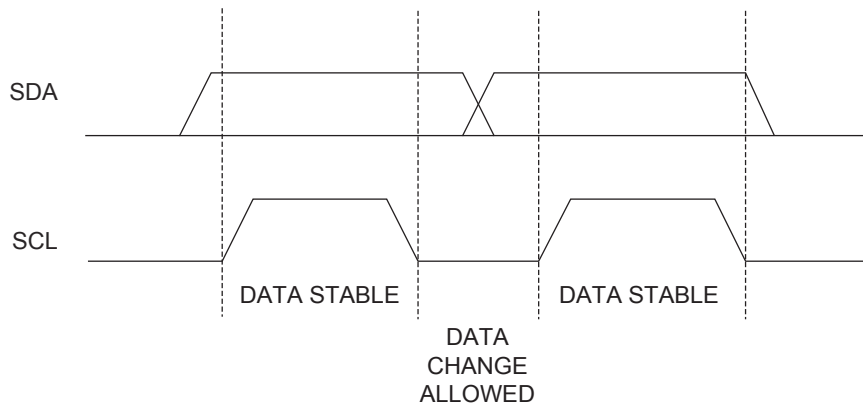 SDA
SCL
DATA STABLE
DATA STABLE
DATA
CHANGE
ALLOWED